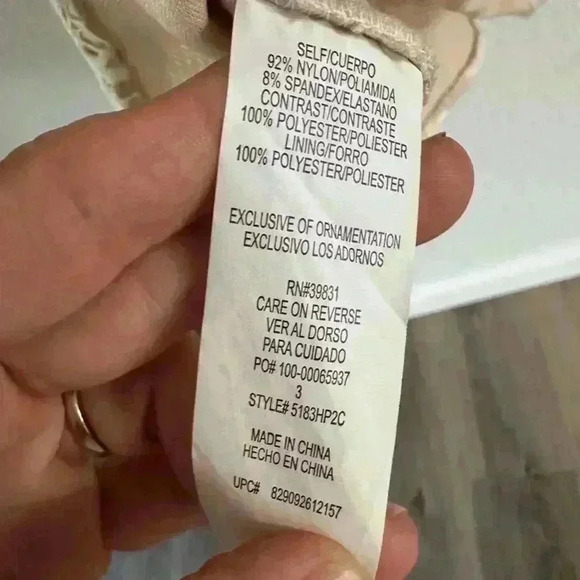 SELF/CUERPO
92% NYLON/POLIAMIDA
8% SPANDEX/ELASTANO
CONTRAST/CONTRASTE
100% POLYESTER/POLIESTER
LINING/FORRO
100% POLYESTER/POLIESTER
EXCLUSIVE OF ORNAMENTATION
EXCLUSIVO LOS ADORNOS
RN#39831
CARE ON REVERSE
VER AL DORSO
PARA CUIDADO
PO# 100-00065937
3
STYLE# 5183HP2C
MADE IN CHINA
HECHO EN CHINA
UPC# 829092612157